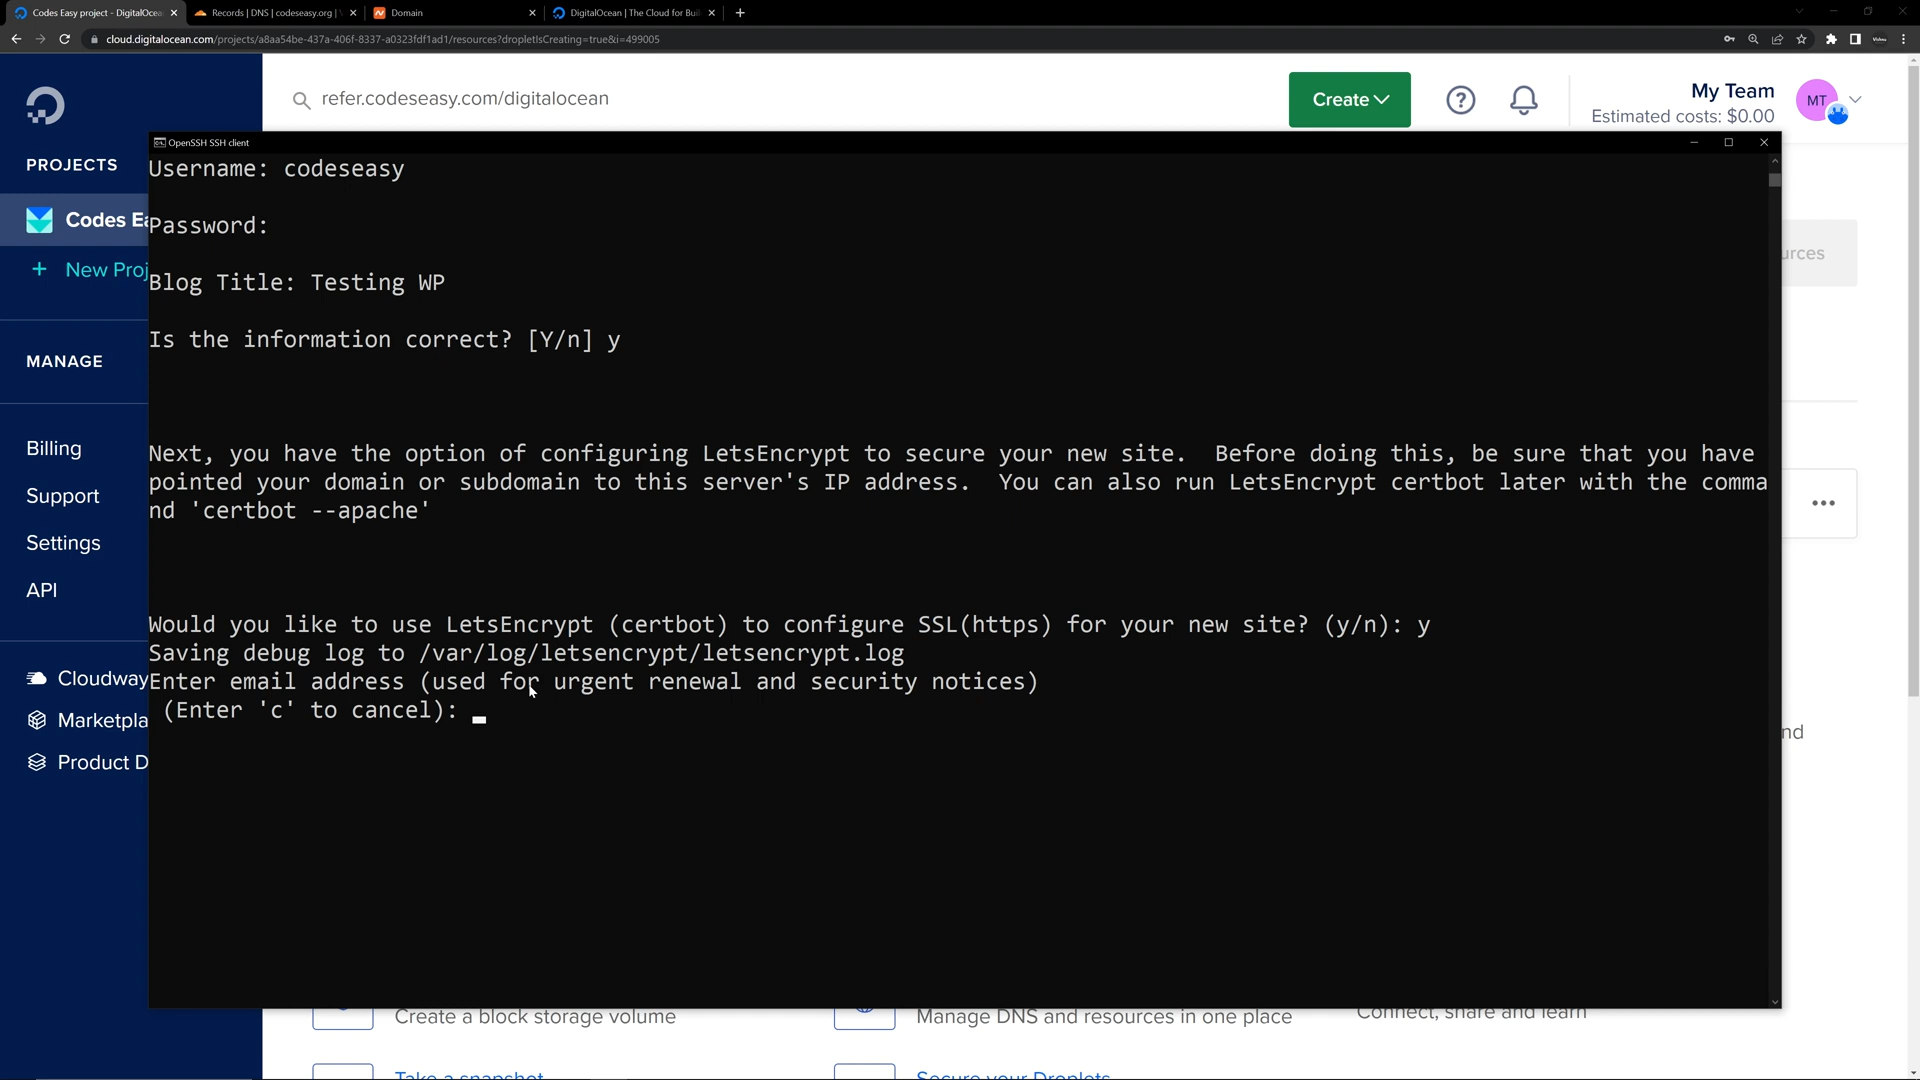 Codes Easy project - DigitalOcea
Records | DNS | codeseasy.org |
Domain
DigitalOcean | The Cloud for Bui
cloud.digitalocean.com/projects/a8aa54be-437a-406f-8337-a0323fdf1ad1/resources?dropletIsCreating=true&i=499005
refer.codeseasy.com/digitalocean
Create
My Team
Estimated costs: $0.00
MT
PROJECTS
Codes Ea
+ New Proj
MANAGE
Billing
Support
Settings
API
Cloudway
Marketpla
Product D
OpenSSH SSH client
Username: codeseasy
Password:
Blog Title: Testing WP
Is the information correct? [Y/n] y
Next, you have the option of configuring LetsEncrypt to secure your new site.  Before doing this, be sure that you have
pointed your domain or subdomain to this server's IP address.  You can also run LetsEncrypt certbot later with the comma
nd 'certbot --apache'
Would you like to use LetsEncrypt (certbot) to configure SSL(https) for your new site? (y/n): y
Saving debug log to /var/log/letsencrypt/letsencrypt.log
Enter email address (used for urgent renewal and security notices)
(Enter 'c' to cancel):
urces
nd
Create a block storage volume
Manage DNS and resources in one place
Connect, share and learn
Take a snapshot
Secure your Droplets